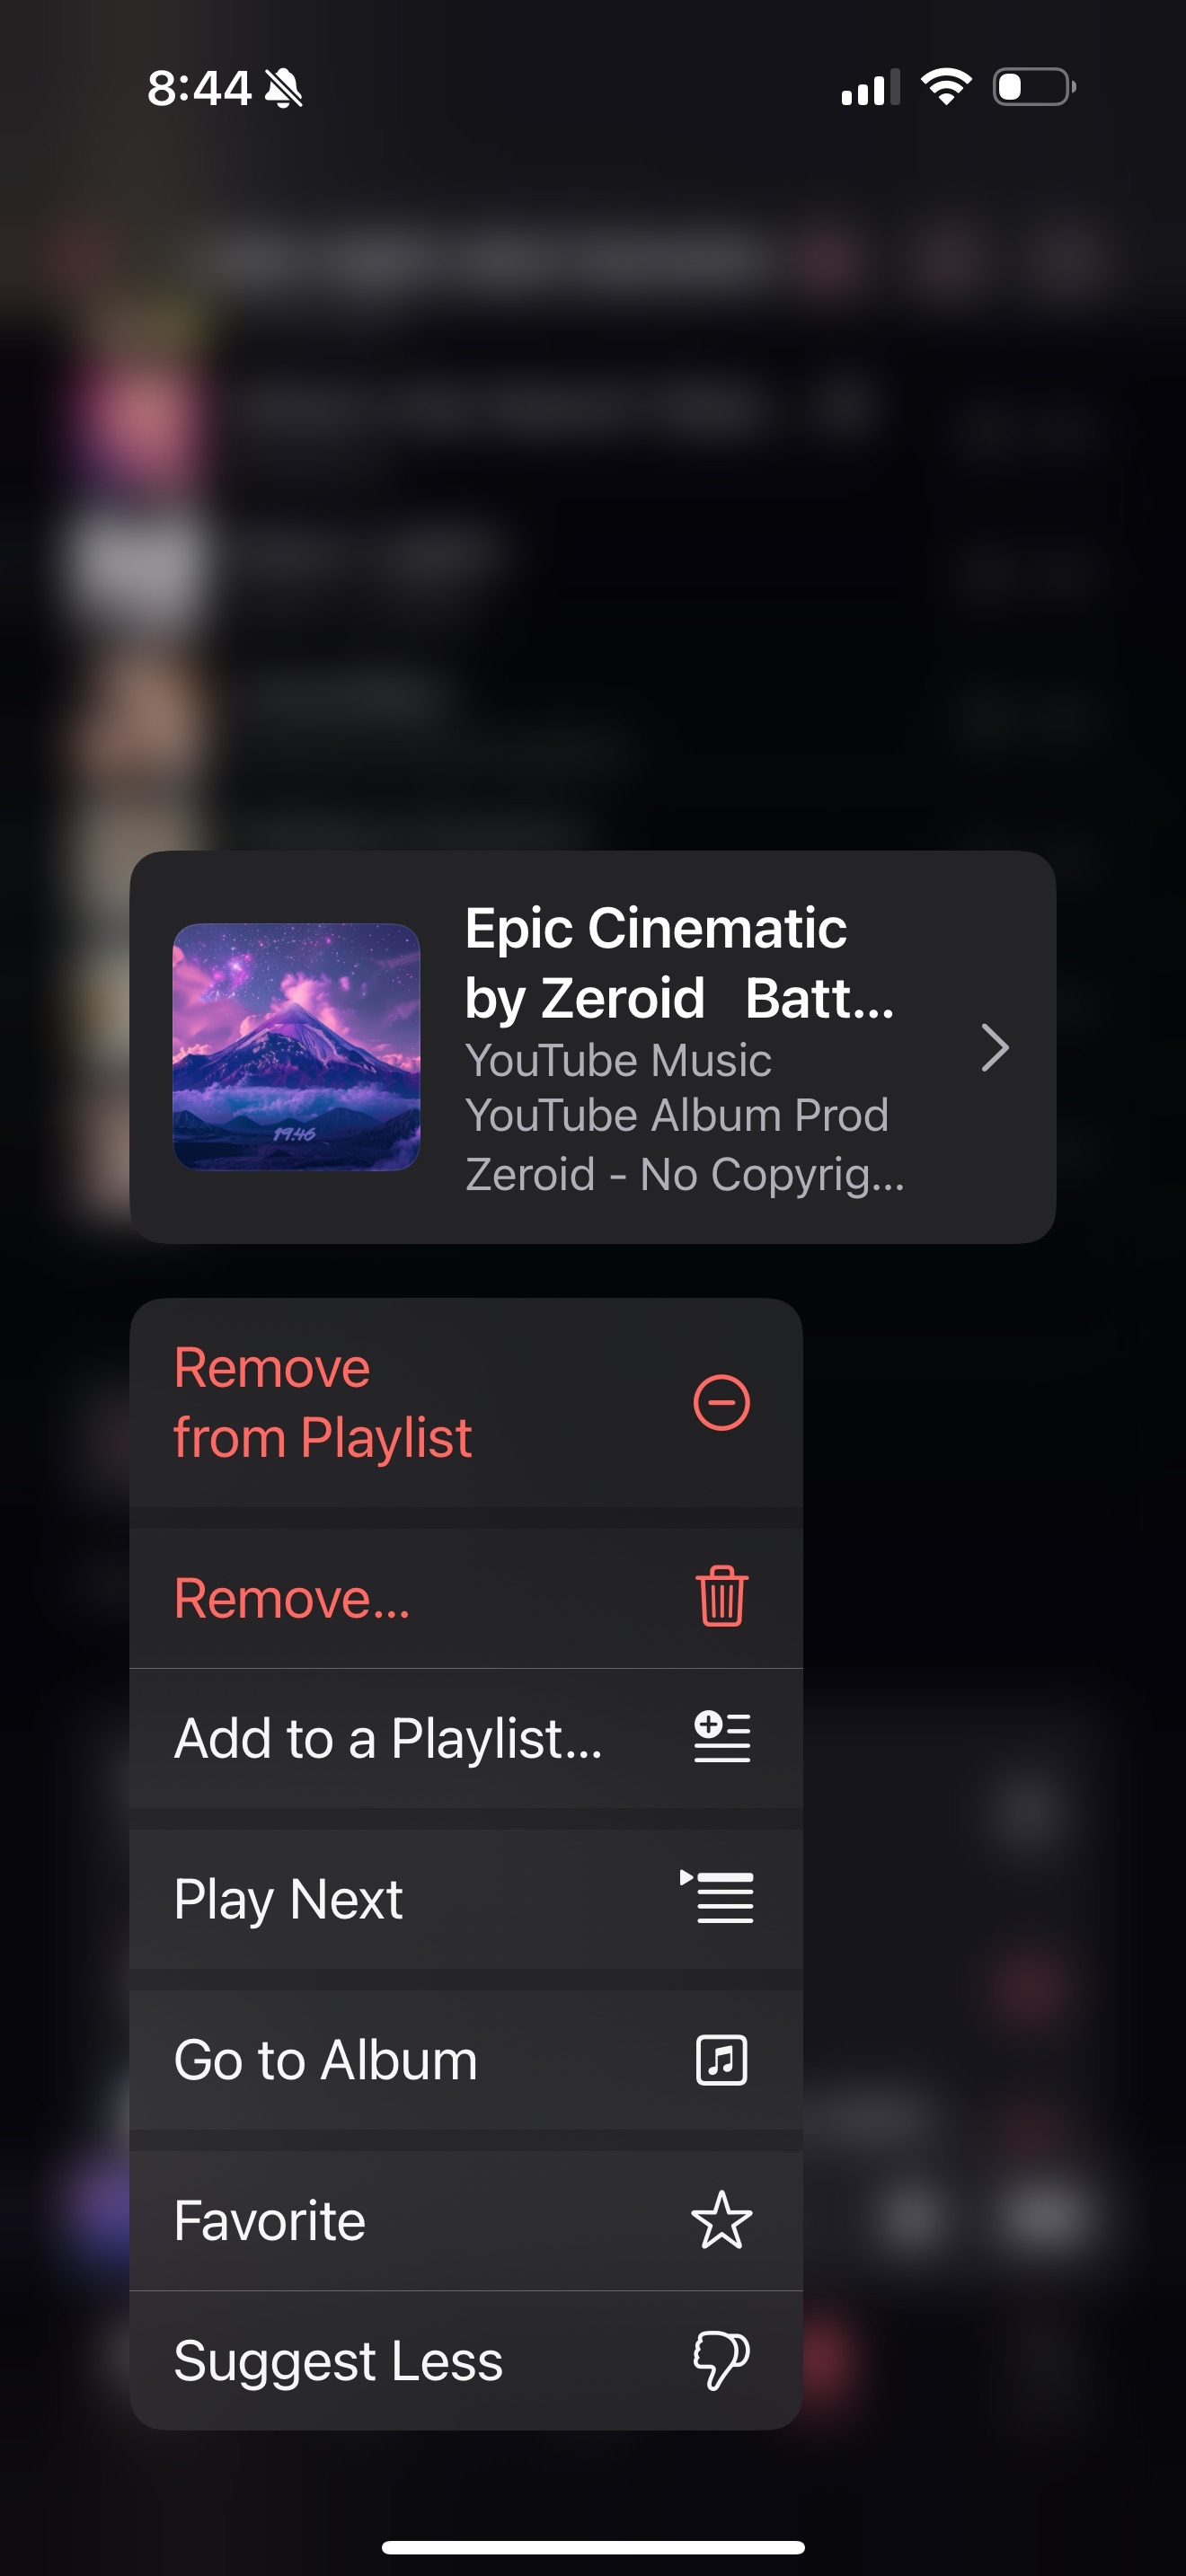 8:44
Epic Cinematic
by Zeroid Batt...
YouTube Music
YouTube Album Prod
Zeroid - No Copyrig...
19.46
Remove
from Playlist
Remove...
Add to a Playlist...
Play Next
Go to Album
Favorite
Suggest Less